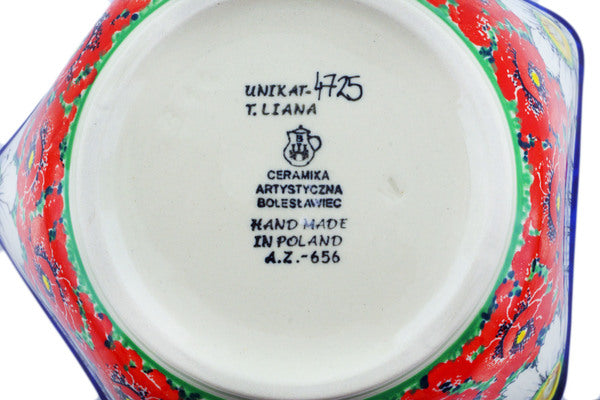 UNIKAT-4725
T. LIANA
B
CERAMIKA
ARTYSTYCZNA
BOLESŁAWIEC
HAND MADE
IN POLAND
A.Z.-656